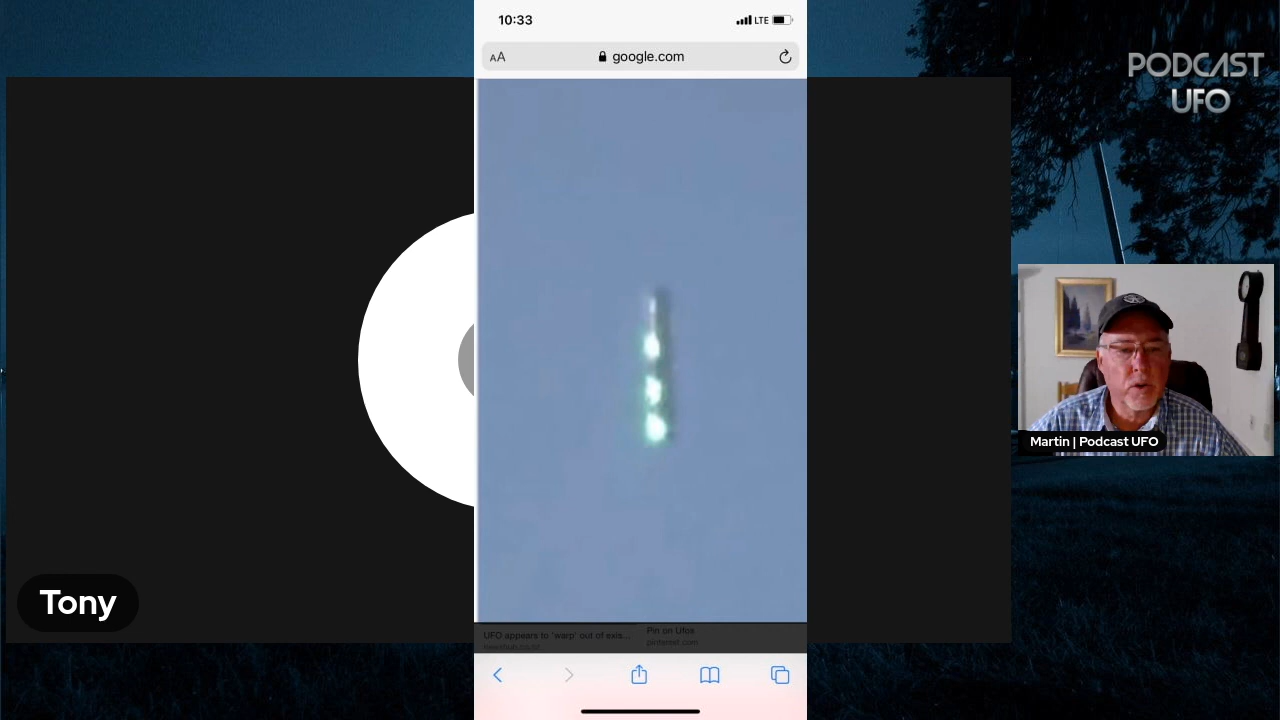 10:33
LTE
AA
google.com
PODCAST
UFO
Martin | Podcast UFO
Tony
UFO appears to 'warp' out of exis...
Pin on Ufos
pinterest.com